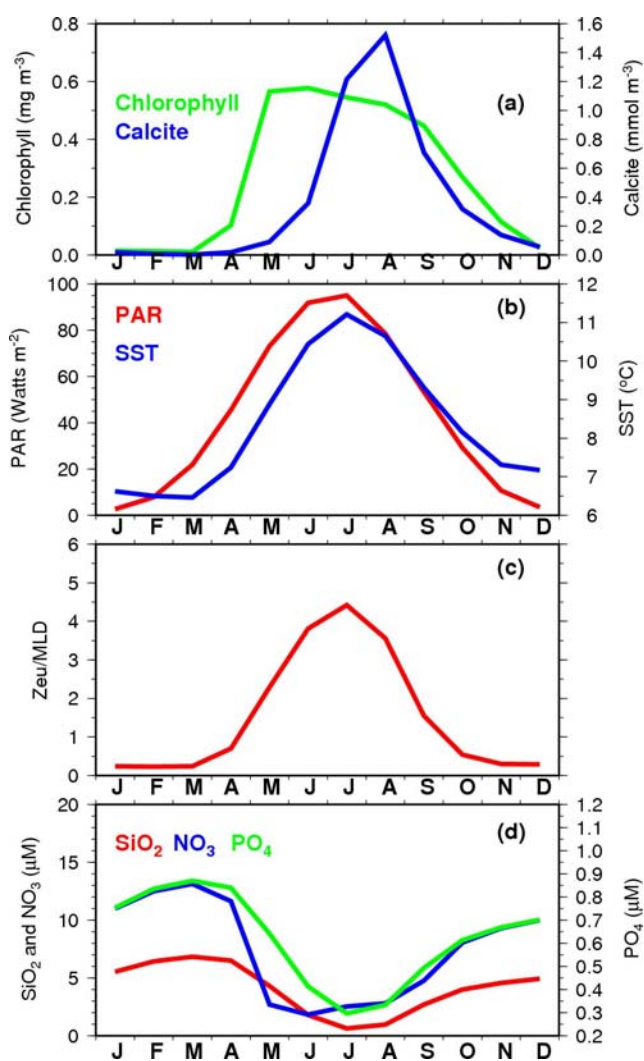 0.8
0.6
0.4
0.2
0.0
Chlorophyll (mg m⁻³)
Chlorophyll
Calcite
(a)
1.6
1.4
1.2
1.0
0.8
0.6
0.4
0.2
0.0
Calcite (mmol m⁻³)
J F M A M J J A S O N D
100
80
60
40
20
0
PAR (Watts m⁻²)
PAR
SST
(b)
12
11
10
9
8
7
6
SST (°C)
J F M A M J J A S O N D
6
5
4
3
2
1
0
Zeu/MLD
(c)
J F M A M J J A S O N D
20
15
10
5
0
SiO₂ and NO₃ (µM)
SiO₂ NO₃ PO₄
(d)
1.2
1.1
1.0
0.9
0.8
0.7
0.6
0.5
0.4
0.3
0.2
PO₄ (µM)
J F M A M J J A S O N D